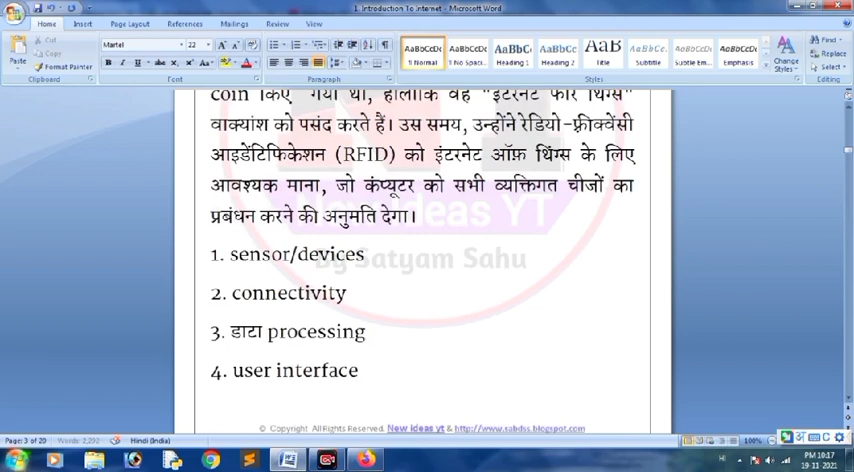 1. Introduction To Internet - Microsoft Word
Home Insert Page Layout References Mailings Review View
Paste
Cut
Copy
Format Painter
Clipboard
Martel 22
Font
Paragraph
AaBbCcDc AaBbCcDc AaBbC AaBbCc AaB AaBbCc. AaBbCcDc AaBbCcDc
¶ Normal ¶ No Spaci... Heading 1 Heading 2 Title Subtitle Subtle Em... Emphasis
Change Styles
Styles
Find
Replace
Select
Editing
coin किए गया था, हालाँकि वह "इंटरनेट फॉर थिंग्स"
वाक्यांश को पसंद करते हैं। उस समय, उन्होंने रेडियो-फ़्रीक्वेंसी
आइडेंटिफिकेशन (RFID) को इंटरनेट ऑफ़ थिंग्स के लिए
आवश्यक माना, जो कंप्यूटर को सभी व्यक्तिगत चीजों का
प्रबंधन करने की अनुमति देगा।
New ideas YT
1. sensor/devices
By Satyam Sahu
2. connectivity
3. डाटा processing
4. user interface
© Copyright All Rights Reserved. New ideas yt & http://www.sabdss.blogspot.com
Page: 3 of 20 Words: 2,292 Hindi (India) 100%
PM 10:17
19-11-2021